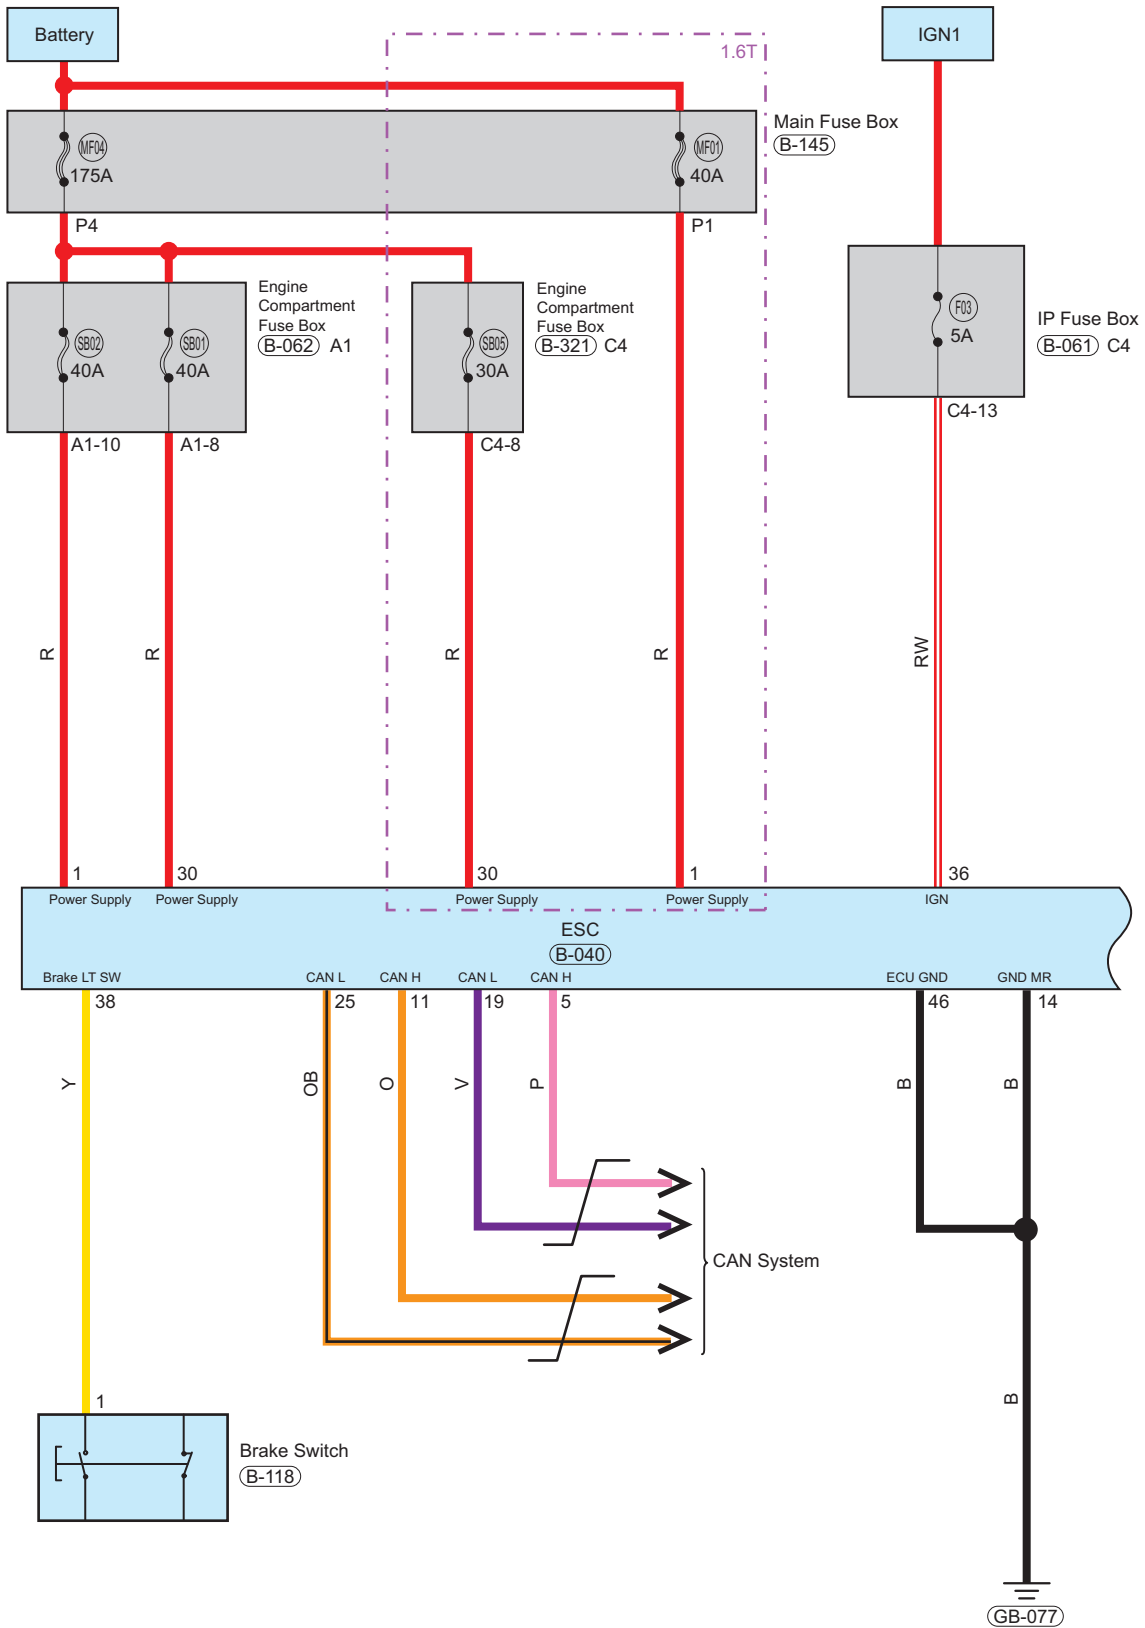 Battery
IGN1
1.6T
Main Fuse Box
B-145
MF04
175A
MF01
40A
P4
P1
Engine
Compartment
Fuse Box
B-062 A1
Engine
Compartment
Fuse Box
B-321 C4
SB02
40A
SB01
40A
SB05
30A
F03
5A
IP Fuse Box
B-061 C4
A1-10
A1-8
C4-8
C4-13
R
R
R
R
RW
1
30
30
1
36
Power Supply
Power Supply
Power Supply
Power Supply
IGN
ESC
B-040
Brake LT SW
CAN L
CAN H
CAN L
CAN H
ECU GND
GND MR
38
25
11
19
5
46
14
Y
OB
O
V
P
B
B
CAN System
1
B
Brake Switch
B-118
GB-077